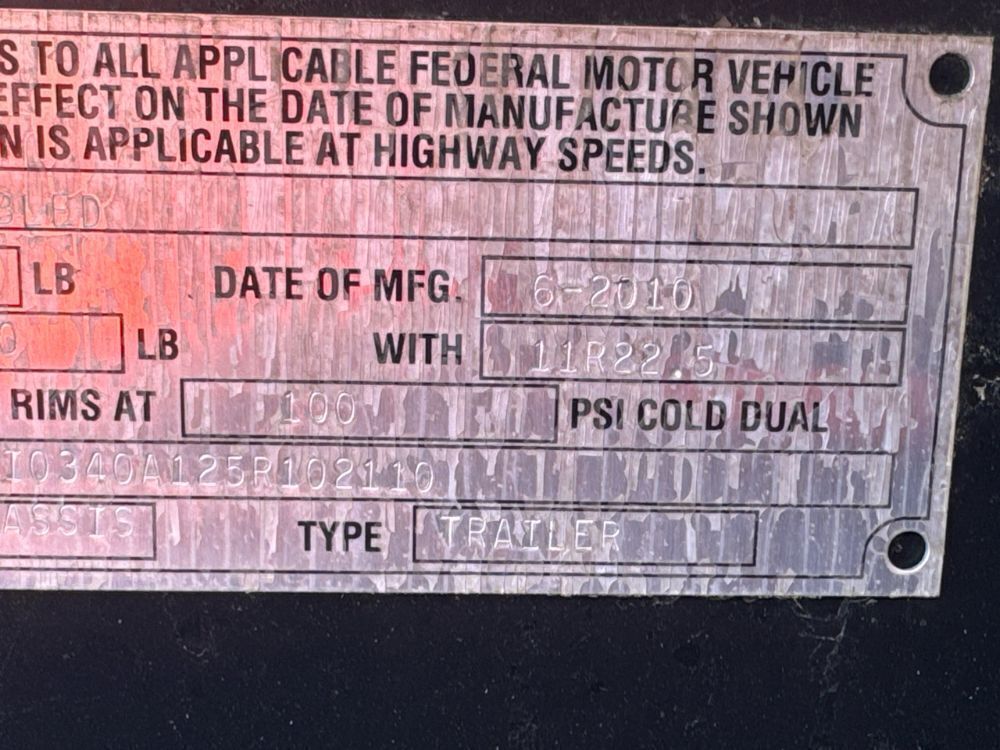 S TO ALL APPLICABLE FEDERAL MOTOR VEHICLE
EFFECT ON THE DATE OF MANUFACTURE SHOWN
N IS APPLICABLE AT HIGHWAY SPEEDS.
BLED
LB DATE OF MFG. 6-2010
0 LB WITH 11R22.5
RIMS AT 100 PSI COLD DUAL
I0340A125R102110
ASSIS TYPE TRAILER